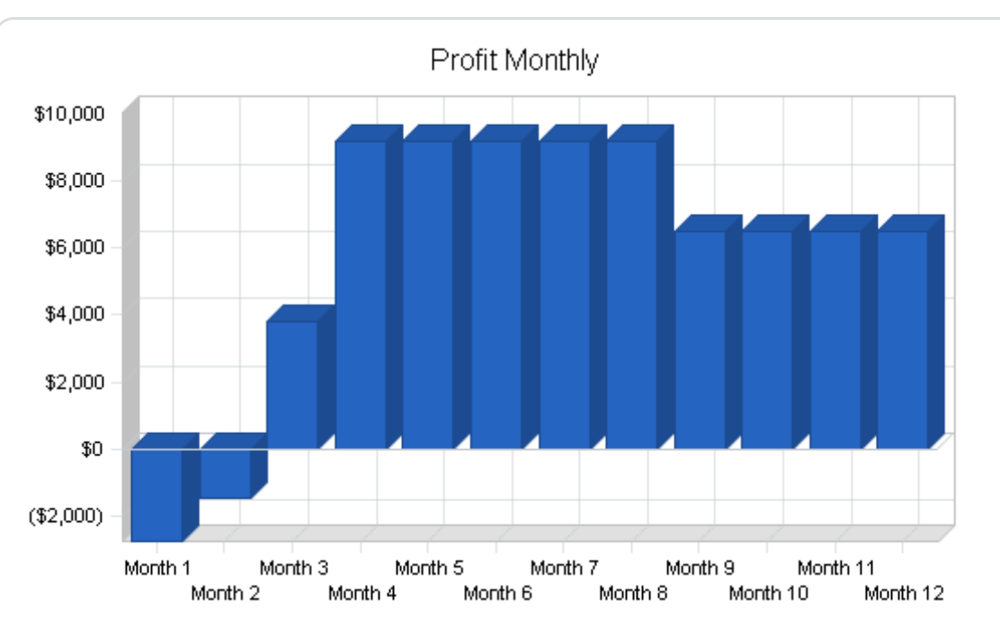 Profit Monthly
$10,000
$8,000
$6,000
$4,000
$2,000
$0
($2,000)
Month 1 Month 3 Month 5 Month 7 Month 9 Month 11
Month 2 Month 4 Month 6 Month 8 Month 10 Month 12